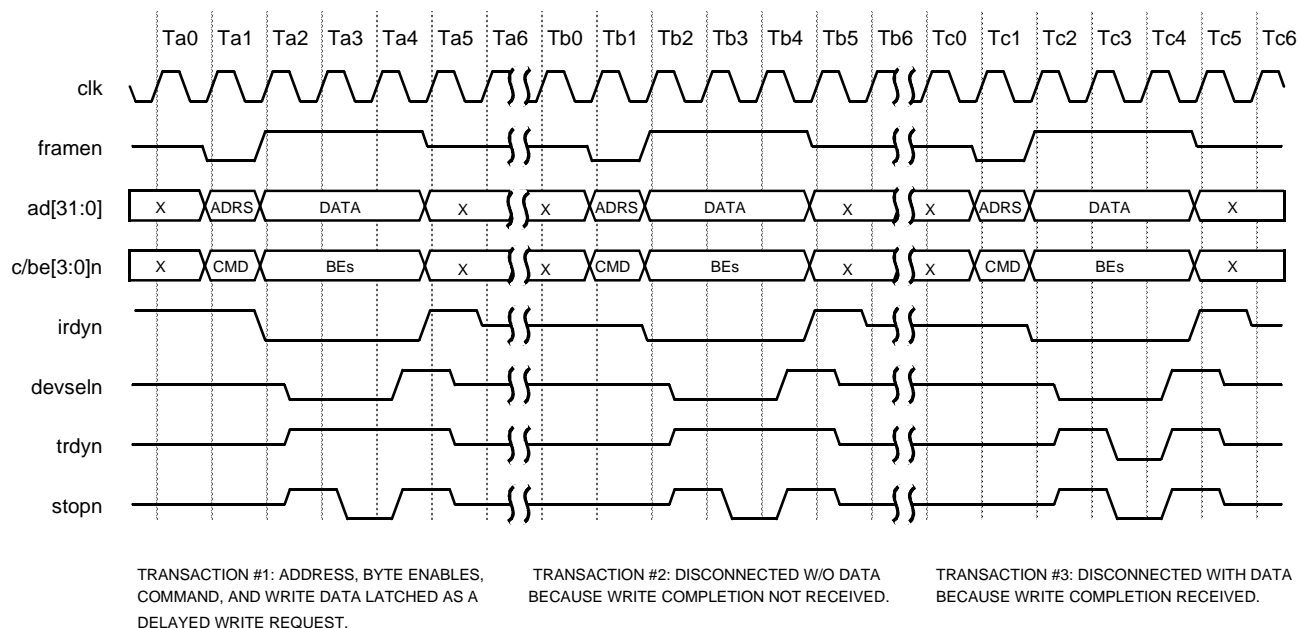 Ta0 Ta1 Ta2 Ta3 Ta4 Ta5 Ta6 Tb0 Tb1 Tb2 Tb3 Tb4 Tb5 Tb6 Tc0 Tc1 Tc2 Tc3 Tc4 Tc5 Tc6
clk
framen
ad[31:0] X ADRS DATA X X ADRS DATA X X ADRS DATA X
c/be[3:0]n X CMD BEs X X CMD BEs X X CMD BEs X
irdyn
devseln
trdyn
stopn
TRANSACTION #1: ADDRESS, BYTE ENABLES,
COMMAND, AND WRITE DATA LATCHED AS A
DELAYED WRITE REQUEST.
TRANSACTION #2: DISCONNECTED W/O DATA
BECAUSE WRITE COMPLETION NOT RECEIVED.
TRANSACTION #3: DISCONNECTED WITH DATA
BECAUSE WRITE COMPLETION RECEIVED.